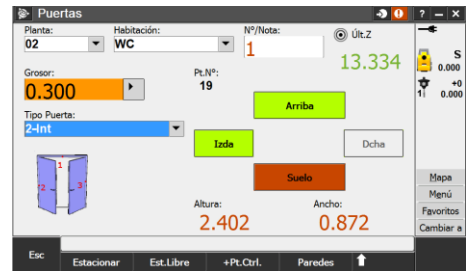 Puertas
? – ×
Planta: Habitación: Nº/Nota: Últ.Z
02 WC 1 13.334
S
0.000
Grosor: Pt.Nº:
0.300 19
+0
1 0.000
Arriba
Tipo Puerta:
2-Int
Izda Dcha
1
2 3
Suelo
Mapa
Menú
Altura: Ancho:
Favoritos
2.402 0.872
Cambiar a
Esc Estacionar Est.Libre +Pt.Ctrl. Paredes